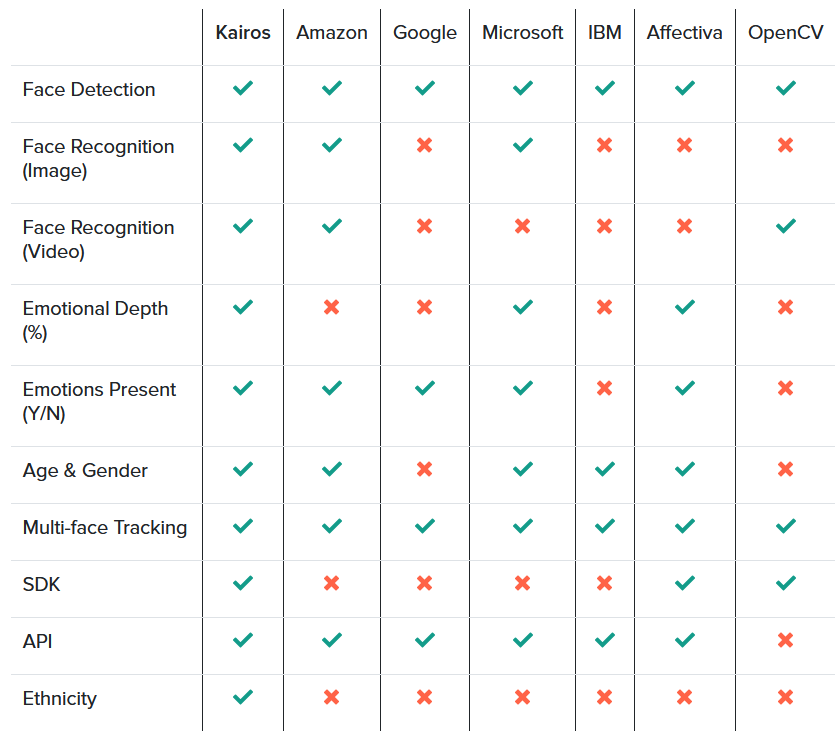 Kairos Amazon Google Microsoft IBM Affectiva OpenCV
Face Detection
Face Recognition
(Image)
Face Recognition
(Video)
Emotional Depth
(%)
Emotions Present
(Y/N)
Age & Gender
Multi-face Tracking
SDK
API
Ethnicity